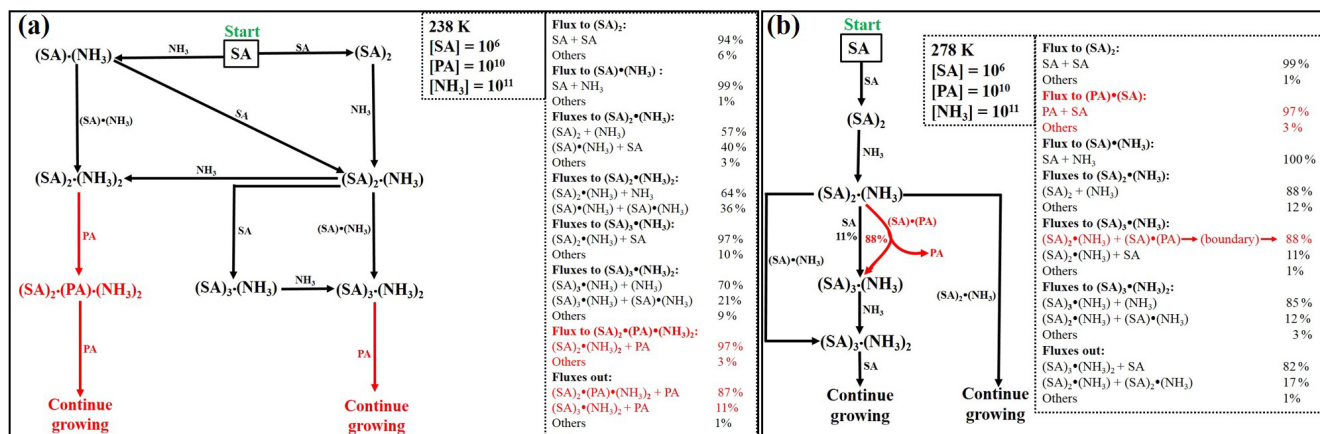 (a)
Start
SA
NH₃
SA
(SA)·(NH₃)
(SA)₂
(SA)•(NH₃)
SA
NH₃
(SA)₂·(NH₃)₂
NH₃
(SA)₂·(NH₃)
PA
SA
(SA)•(NH₃)
(SA)₂·(PA)·(NH₃)₂
(SA)₃·(NH₃)
NH₃
(SA)₃·(NH₃)₂
PA
PA
Continue growing
Continue growing
238 K
[SA] = 10⁶
[PA] = 10¹⁰
[NH₃] = 10¹¹
Flux to (SA)₂:
SA + SA 94%
Others 6%
Flux to (SA)•(NH₃) :
SA + NH₃ 99%
Others 1%
Fluxes to (SA)₂•(NH₃):
(SA)₂ + (NH₃) 57%
(SA)•(NH₃) + SA 40%
Others 3%
Fluxes to (SA)₂•(NH₃)₂:
(SA)₂•(NH₃) + NH₃ 64%
(SA)•(NH₃) + (SA)•(NH₃) 36%
Fluxes to (SA)₃•(NH₃):
(SA)₂•(NH₃) + SA 97%
Others 10%
Fluxes to (SA)₃•(NH₃)₂:
(SA)₃•(NH₃) + (NH₃) 70%
(SA)₃•(NH₃) + (SA)•(NH₃) 21%
Others 9%
Flux to (SA)₂•(PA)•(NH₃)₂:
(SA)₂•(NH₃)₂ + PA 97%
Others 3%
Fluxes out:
(SA)₂•(PA)•(NH₃)₂ + PA 87%
(SA)₃•(NH₃)₂ + PA 11%
Others 1%
(b)
Start
SA
SA
(SA)₂
NH₃
(SA)₂·(NH₃)
SA
11%
88%
(SA)•(PA)
PA
(SA)•(NH₃)
(SA)₂•(NH₃)
(SA)₃·(NH₃)
NH₃
(SA)₃·(NH₃)₂
SA
Continue growing
Continue growing
278 K
[SA] = 10⁶
[PA] = 10¹⁰
[NH₃] = 10¹¹
Flux to (SA)₂:
SA + SA 99%
Others 1%
Flux to (PA)•(SA):
PA + SA 97%
Others 3%
Flux to (SA)•(NH₃):
SA + NH₃ 100%
Fluxes to (SA)₂•(NH₃):
(SA)₂ + (NH₃) 88%
Others 12%
Fluxes to (SA)₃•(NH₃):
(SA)₂•(NH₃) + (SA)•(PA) → (boundary) → 88%
(SA)₂•(NH₃) + SA 11%
Others 1%
Fluxes to (SA)₃•(NH₃)₂:
(SA)₃•(NH₃) + (NH₃) 85%
(SA)₂•(NH₃) + (SA)•(NH₃) 12%
Others 3%
Fluxes out:
(SA)₃•(NH₃)₂ + SA 82%
(SA)₂•(NH₃) + (SA)₂•(NH₃) 17%
Others 1%